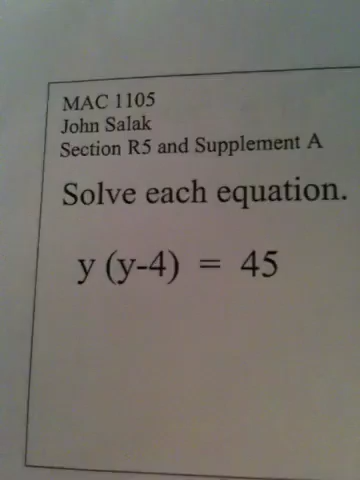 MAC 1105
John Salak
Section R5 and Supplement A
Solve each equation.
y (y-4) = 45